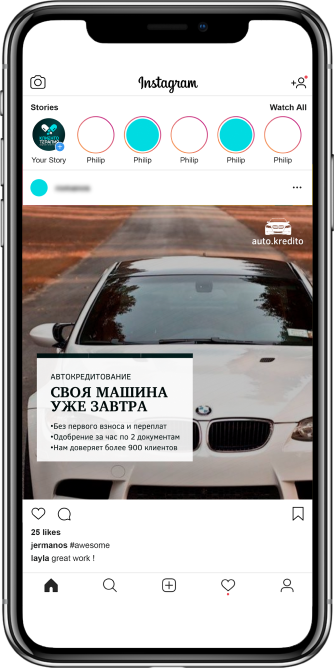 Instagram
Stories
Watch All
Your Story
Philip
Philip
Philip
Philip
Philip
auto.kredito
АВТОКРЕДИТОВАНИЕ
СВОЯ МАШИНА
УЖЕ ЗАВТРА
•Без первого взноса и переплат
•Одобрение за час по 2 документам
•Нам доверяет более 900 клиентов
25 likes
jermanos #awesome
layla great work !